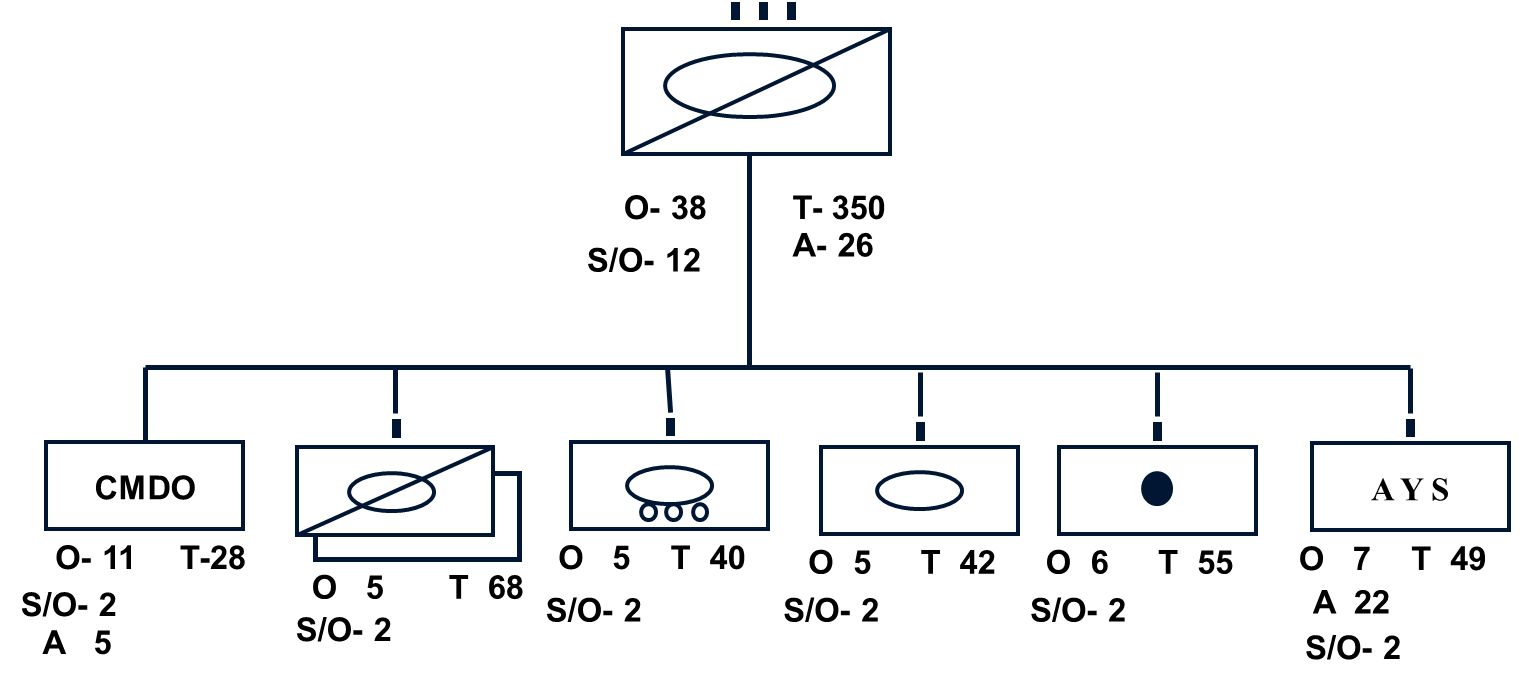 O- 38
T- 350
A- 26
S/O- 12
CMDO
O- 11 T-28
S/O- 2
A 5
O 5 T 68
S/O- 2
O 5 T 40
S/O- 2
O 5 T 42
S/O- 2
O 6 T 55
S/O- 2
A Y S
O 7 T 49
A 22
S/O- 2